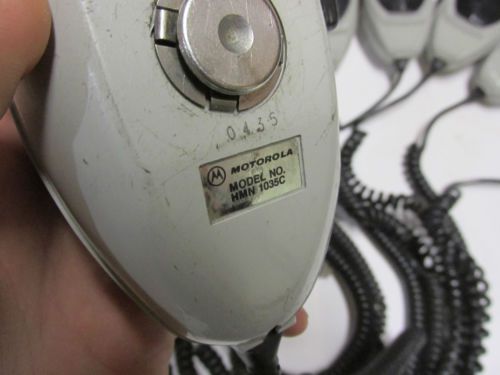 0435
MOTOROLA
MODEL NO.
HMN 1035C